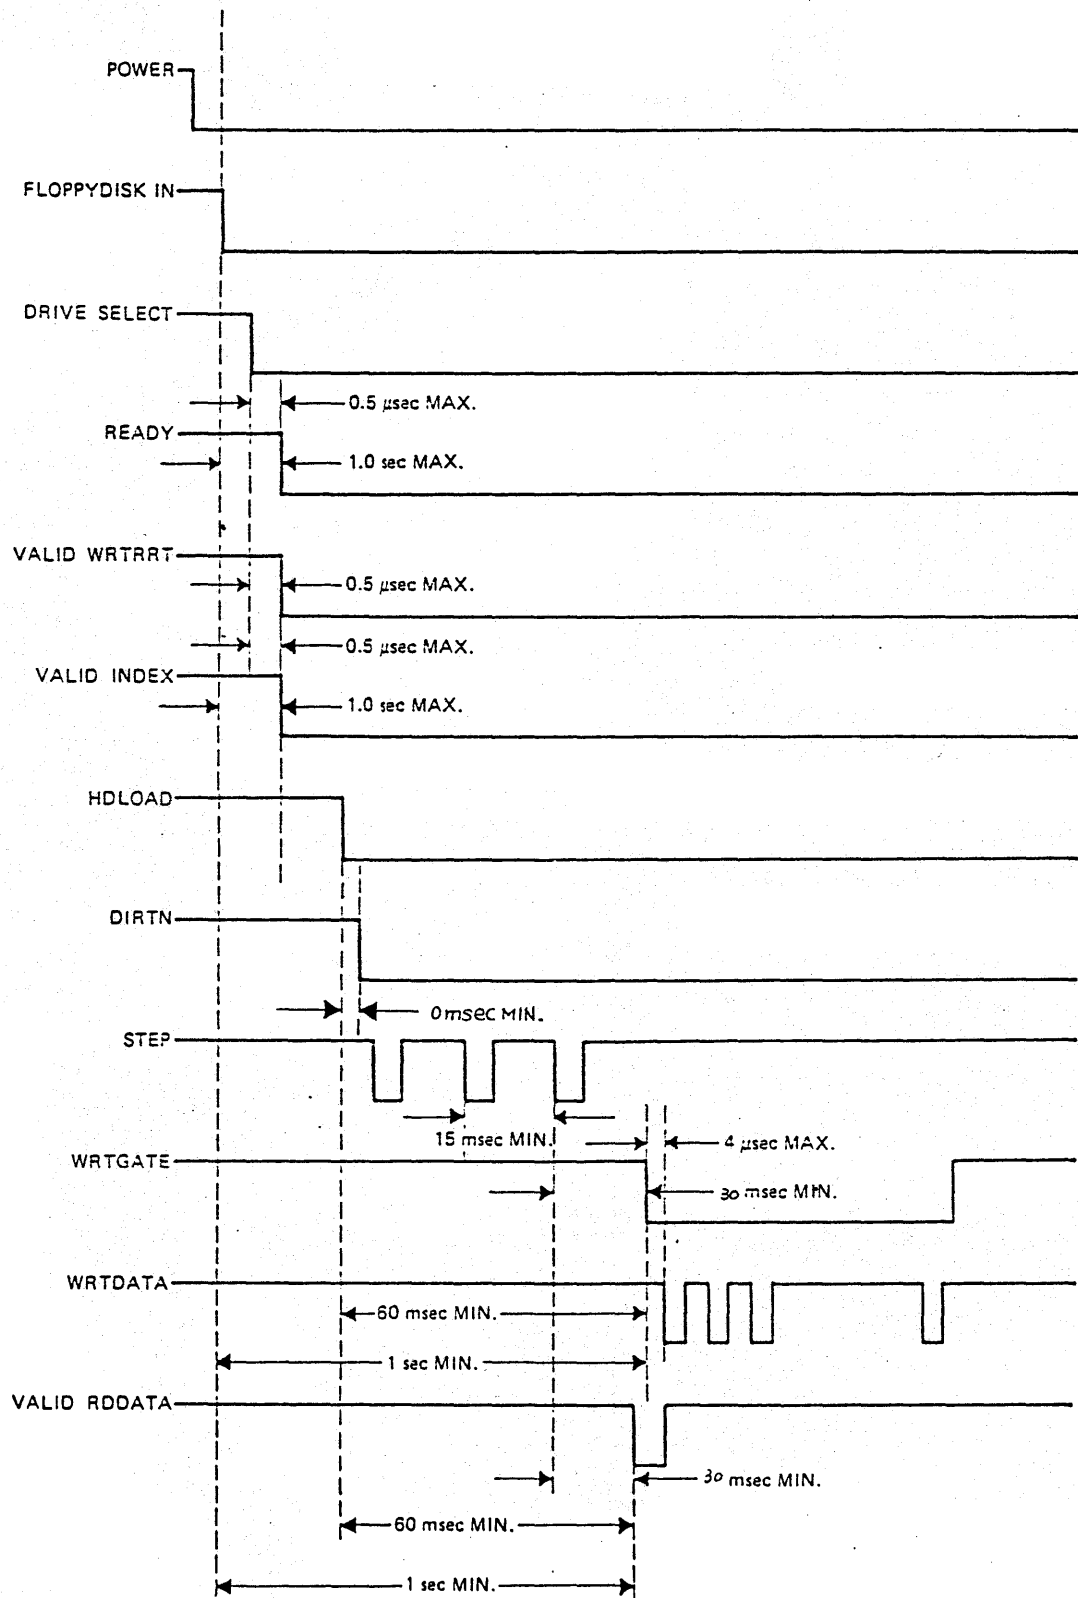 POWER
FLOPPYDISK IN
DRIVE SELECT
0.5 µsec MAX.
READY
1.0 sec MAX.
VALID WRTRRT
0.5 µsec MAX.
0.5 µsec MAX.
VALID INDEX
1.0 sec MAX.
HDLOAD
DIRTN
0 msec MIN.
STEP
15 msec MIN.
4 µsec MAX.
WRTGATE
30 msec MIN.
WRTDATA
60 msec MIN.
1 sec MIN.
VALID RDDATA
30 msec MIN.
60 msec MIN.
1 sec MIN.